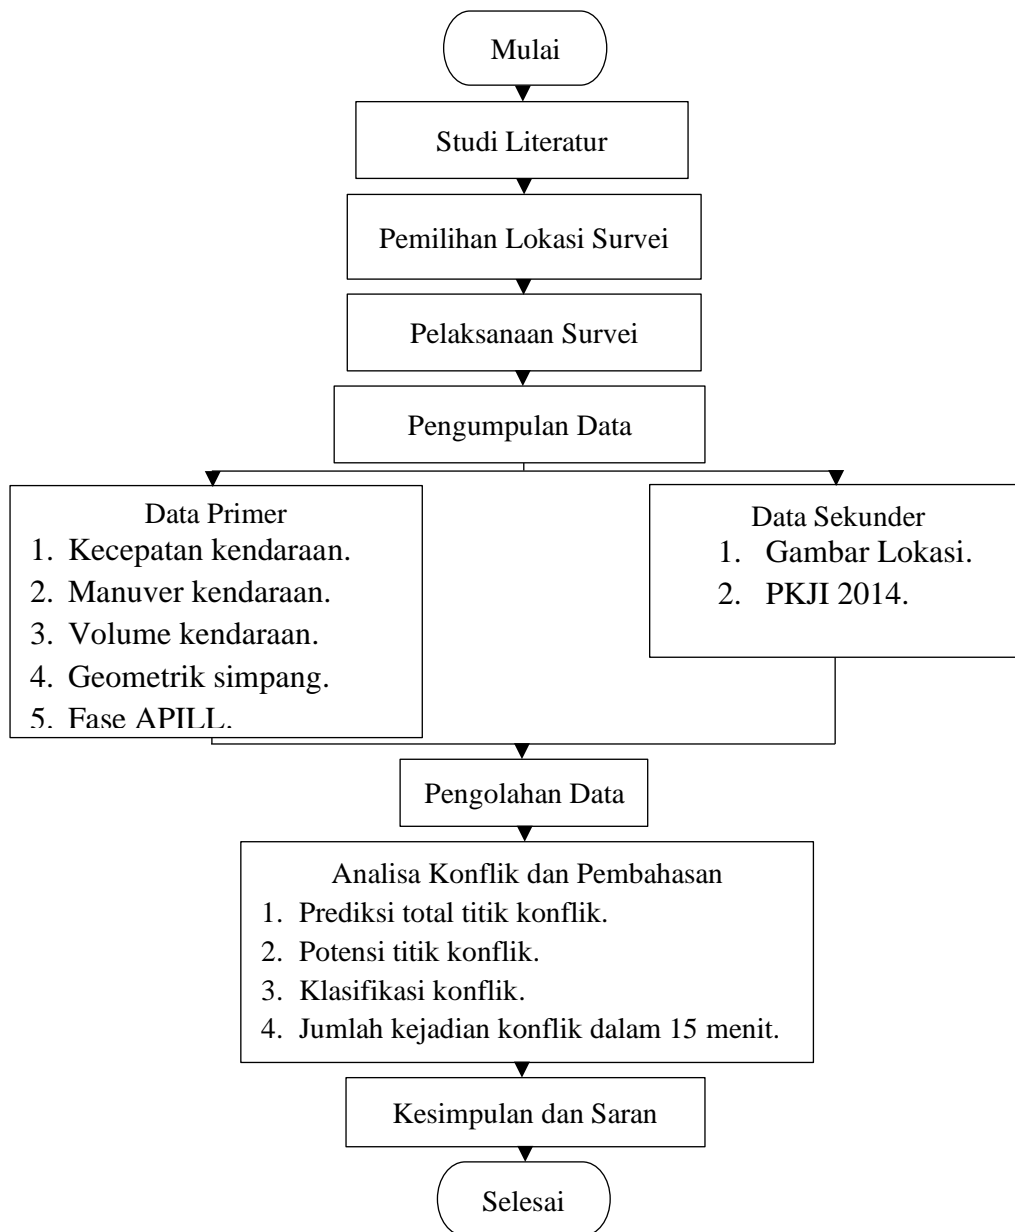 Mulai
Studi Literatur
Pemilihan Lokasi Survei
Pelaksanaan Survei
Pengumpulan Data
Data Primer
1. Kecepatan kendaraan.
2. Manuver kendaraan.
3. Volume kendaraan.
4. Geometrik simpang.
5. Fase APILL.
Data Sekunder
1. Gambar Lokasi.
2. PKJI 2014.
Pengolahan Data
Analisa Konflik dan Pembahasan
1. Prediksi total titik konflik.
2. Potensi titik konflik.
3. Klasifikasi konflik.
4. Jumlah kejadian konflik dalam 15 menit.
Kesimpulan dan Saran
Selesai